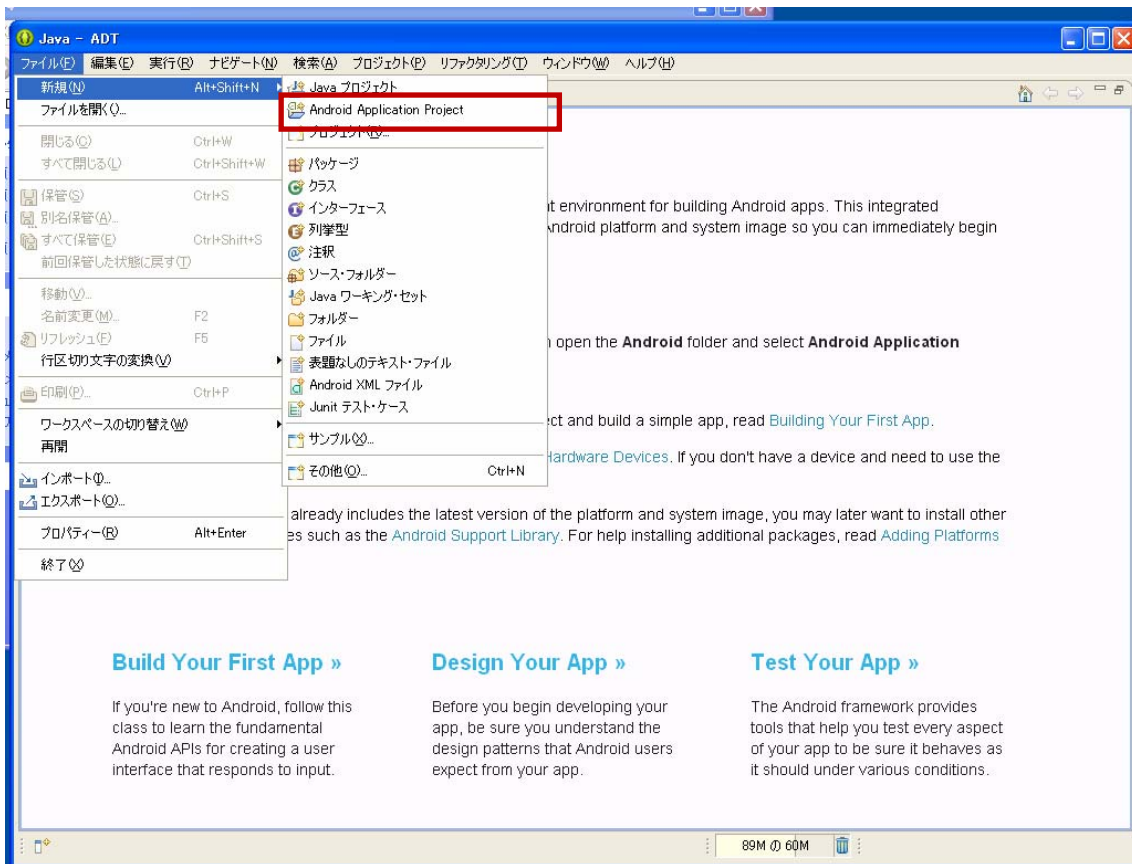 Java - ADT
ファイル(F) 編集(E) 実行(R) ナビゲート(N) 検索(A) プロジェクト(P) リファクタリング(T) ウィンドウ(W) ヘルプ(H)
新規(N) Alt+Shift+N
ファイルを開く()...
閉じる(C) Ctrl+W
すべて閉じる(L) Ctrl+Shift+W
保管(S) Ctrl+S
別名保管(A)...
すべて保管(E) Ctrl+Shift+S
前回保管した状態に戻す(T)
移動(V)...
名前変更(M)... F2
リフレッシュ(F) F5
行区切り文字の変換(V)
印刷(P)... Ctrl+P
ワークスペースの切り替え(W)
再開
インポート(I)...
エクスポート(O)...
プロパティー(R) Alt+Enter
終了(X)
Java プロジェクト
Android Application Project
プロジェクト(R)...
パッケージ
クラス
インターフェース
列挙型
注釈
ソース・フォルダー
Java ワーキング・セット
フォルダー
ファイル
表題なしのテキスト・ファイル
Android XML ファイル
Junit テスト・ケース
サンプル(X)...
その他(O)... Ctrl+N
environment for building Android apps. This integrated
Android platform and system image so you can immediately begin
open the Android folder and select Android Application
and build a simple app, read Building Your First App.
Hardware Devices. If you don't have a device and need to use the
already includes the latest version of the platform and system image, you may later want to install other
such as the Android Support Library. For help installing additional packages, read Adding Platforms
Build Your First App »
If you're new to Android, follow this
class to learn the fundamental
Android APIs for creating a user
interface that responds to input.
Design Your App »
Before you begin developing your
app, be sure you understand the
design patterns that Android users
expect from your app.
Test Your App »
The Android framework provides
tools that help you test every aspect
of your app to be sure it behaves as
it should under various conditions.
89M の 60M